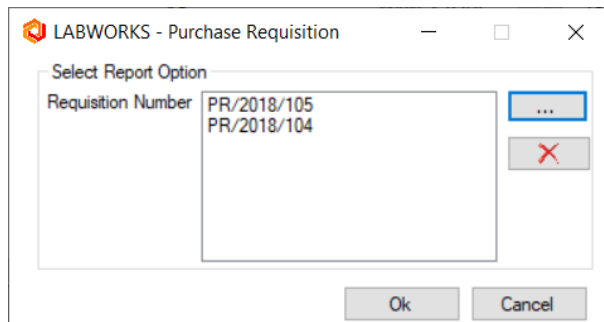 LABWORKS - Purchase Requisition
Select Report Option
Requisition Number
PR/2018/105
PR/2018/104
...
Ok
Cancel